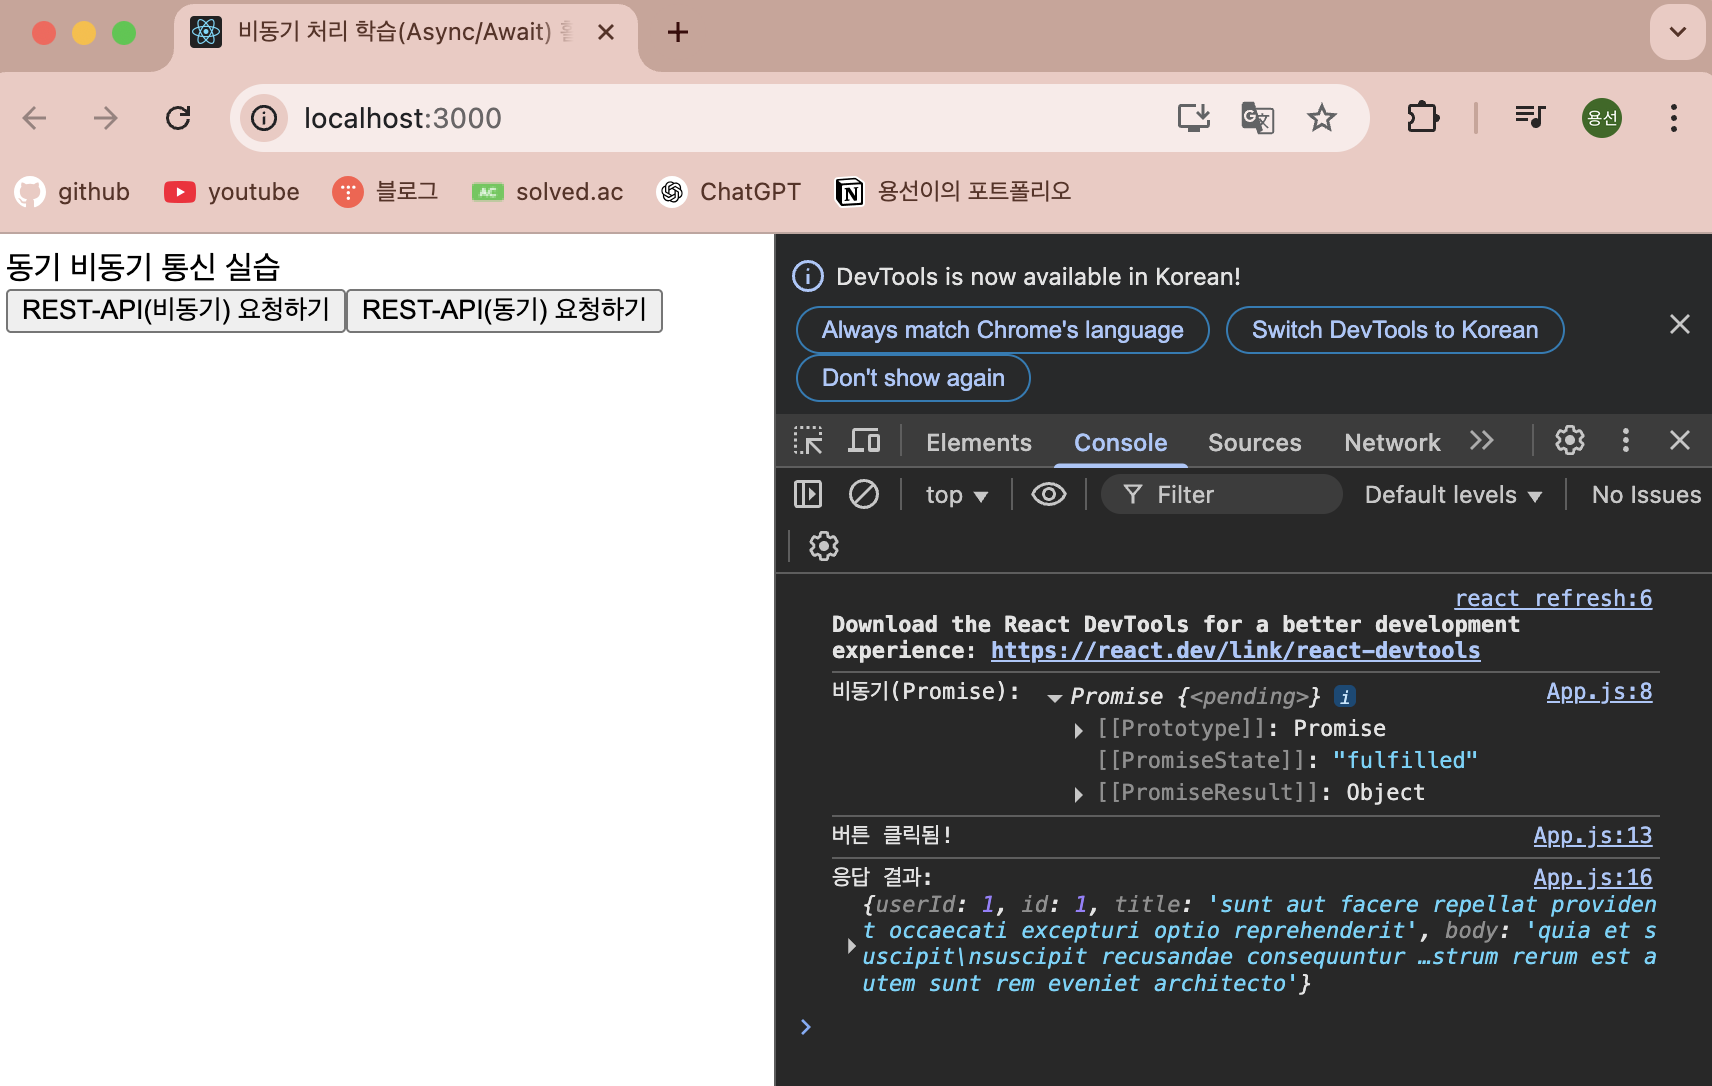 비동기 처리 학습(Async/Await)
localhost:3000
용선
github
youtube
블로그
AC
solved.ac
ChatGPT
용선이의 포트폴리오
동기 비동기 통신 실습
REST-API(비동기) 요청하기
REST-API(동기) 요청하기
DevTools is now available in Korean!
Always match Chrome's language
Switch DevTools to Korean
Don't show again
Elements
Console
Sources
Network
top
Filter
Default levels
No Issues
react refresh:6
Download the React DevTools for a better development
experience: https://react.dev/link/react-devtools
비동기(Promise): Promise {<pending>} i App.js:8
[[Prototype]]: Promise
[[PromiseState]]: "fulfilled"
[[PromiseResult]]: Object
버튼 클릭됨! App.js:13
응답 결과: App.js:16
{userId: 1, id: 1, title: 'sunt aut facere repellat providen
t occaecati excepturi optio reprehenderit', body: 'quia et s
uscipit\nsuscipit recusandae consequuntur …strum rerum est a
utem sunt rem eveniet architecto'}